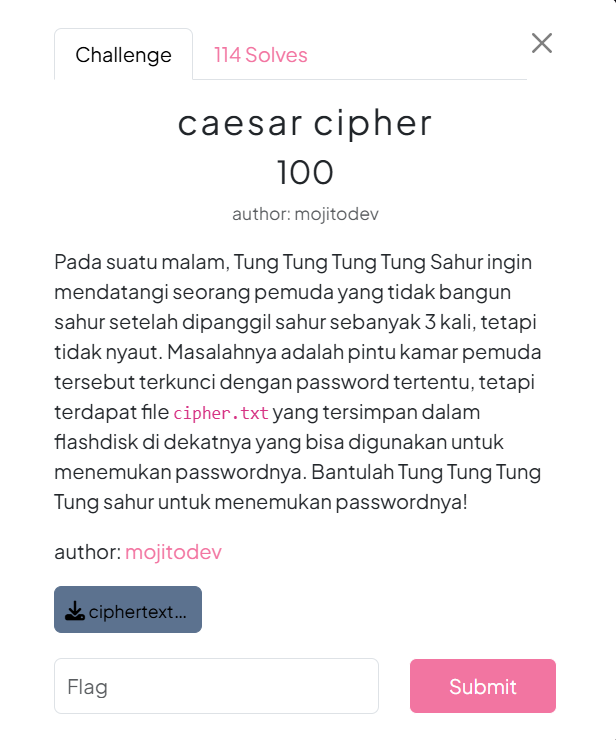 Challenge
114 Solves
caesar cipher
100
author: mojitodev
Pada suatu malam, Tung Tung Tung Tung Sahur ingin
mendatangi seorang pemuda yang tidak bangun
sahur setelah dipanggil sahur sebanyak 3 kali, tetapi
tidak nyaut. Masalahnya adalah pintu kamar pemuda
tersebut terkunci dengan password tertentu, tetapi
terdapat file cipher.txt yang tersimpan dalam
flashdisk di dekatnya yang bisa digunakan untuk
menemukan passwordnya. Bantulah Tung Tung Tung
Tung sahur untuk menemukan passwordnya!
author: mojitodev
ciphertext...
Flag
Submit